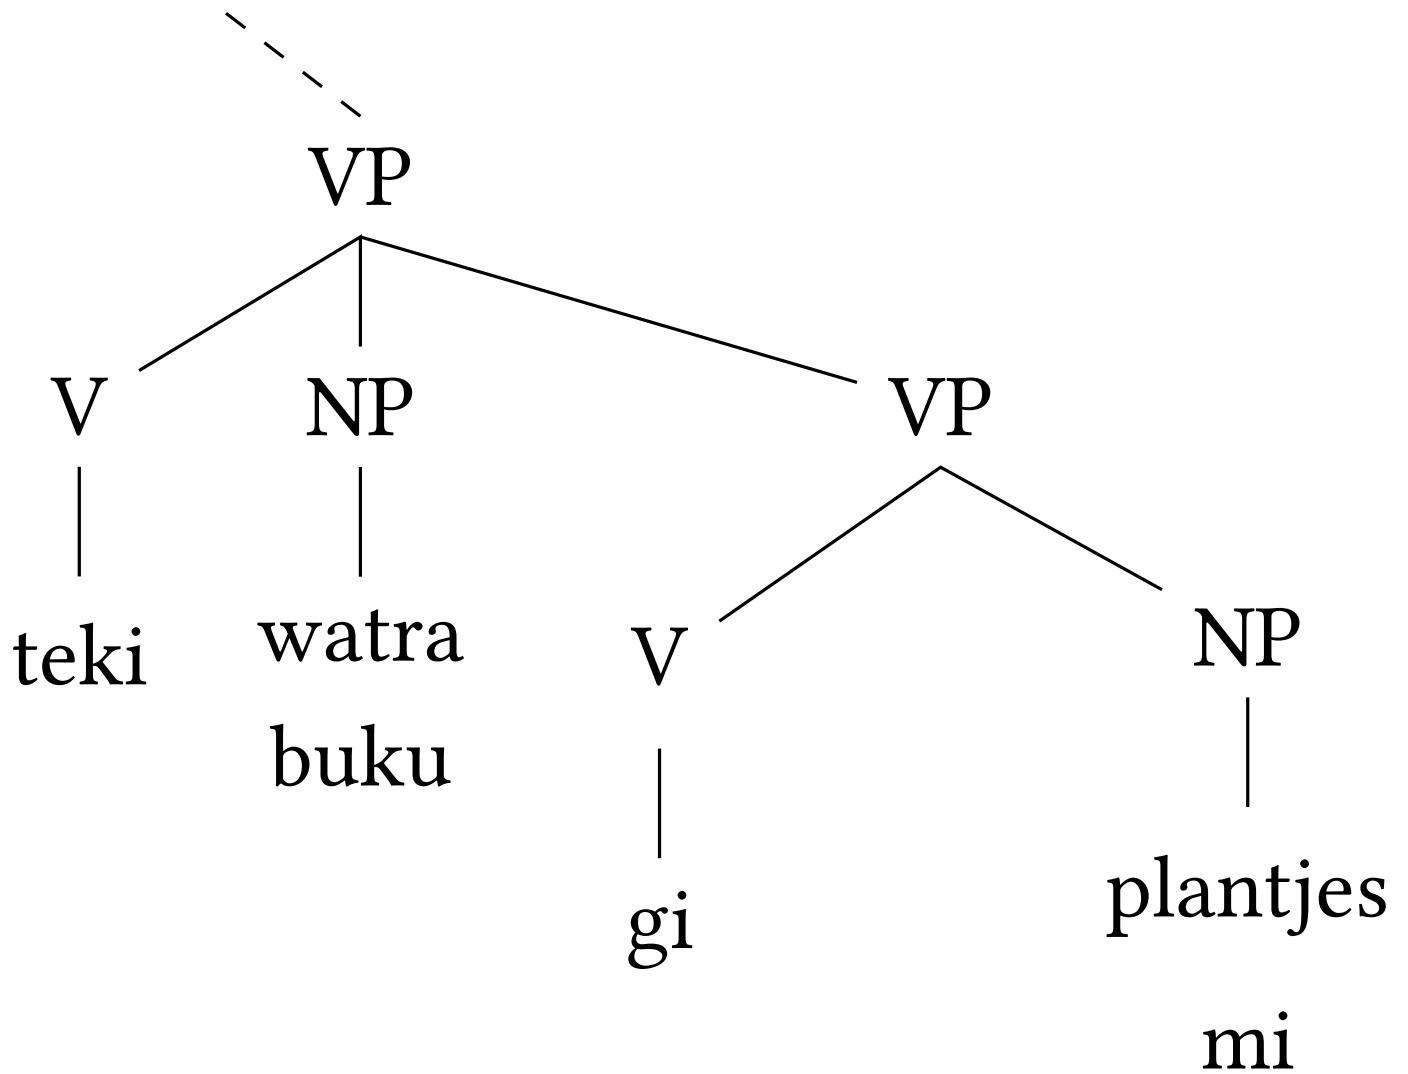 VP
V NP VP
teki watra V NP
buku
gi plantjes
mi